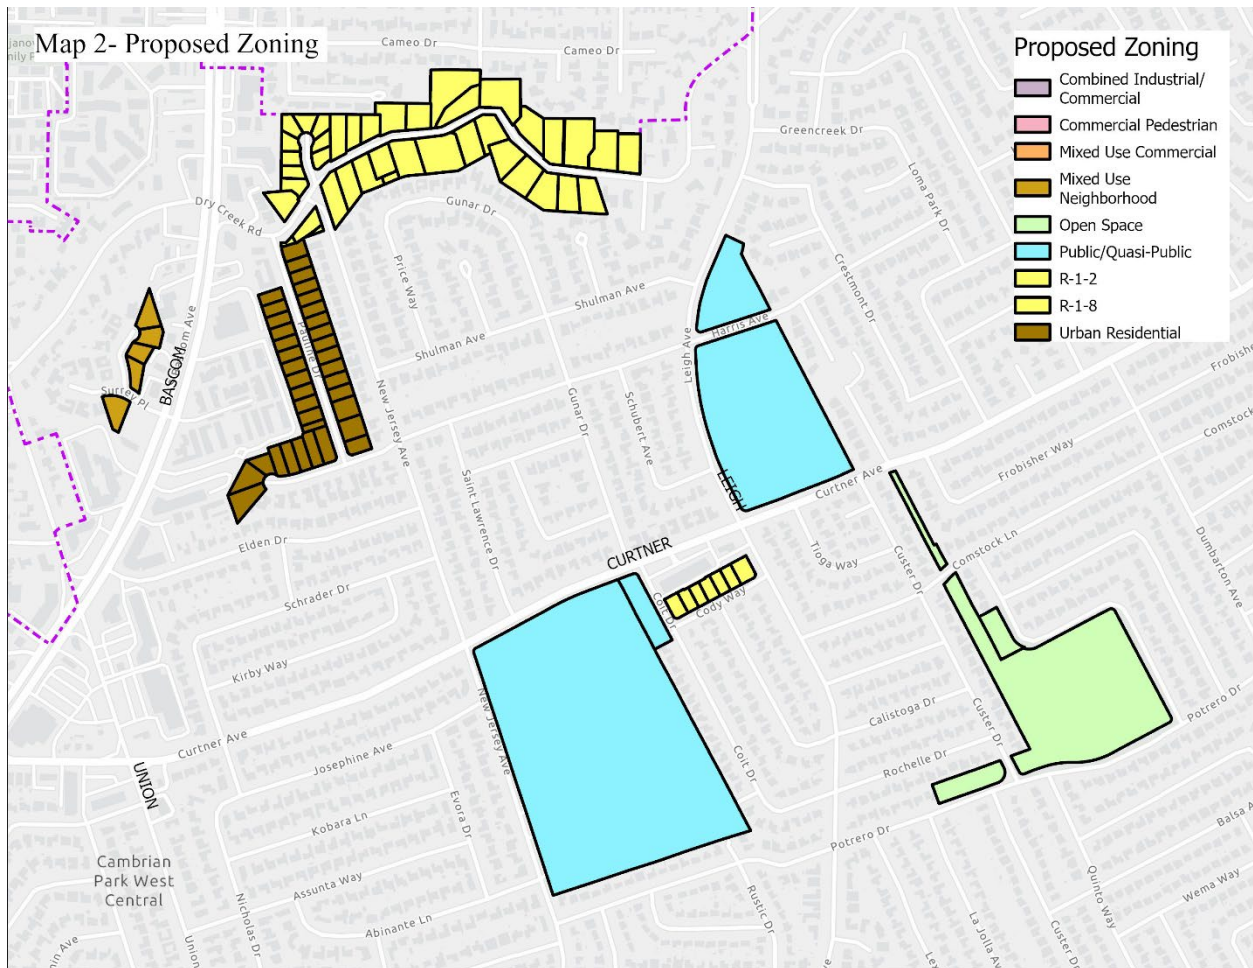 Map 2- Proposed Zoning
Proposed Zoning
Combined Industrial/
Commercial
Commercial Pedestrian
Mixed Use Commercial
Mixed Use
Neighborhood
Open Space
Public/Quasi-Public
R-1-2
R-1-8
Urban Residential
Cameo Dr
Cameo Dr
Greencreek Dr
Loma Park Dr
Dry Creek Rd
Gunar Dr
Price Way
Shulman Ave
Crestmont Dr
Harris Ave
Leigh Ave
Shulman Ave
Pauline Dr
BASCOM
Surrey Pl
New Jersey Ave
Gunar Dr
Schubert Ave
Frobisher
Comstock
Frobisher Way
LEIGH
Curtner Ave
Saint Lawrence Dr
Elden Dr
CURTNER
Tioga Way
Custer Dr
Comstock Ln
Dumbarton Ave
Schrader Dr
Coit Dr
Cody Way
Kirby Way
New Jersey Ave
Calistoga Dr
Custer Dr
Potrero Dr
Curtner Ave
Josephine Ave
Coit Dr
Rochelle Dr
UNION
Evora Dr
Kobara Ln
Potrero Dr
Balsa A
Cambrian
Park West
Central
Assunta Way
Nicholas Dr
Abinante Ln
Rustic Dr
Quinto Way
Wema Way
La Jolla Ave
Custer Dr
Union